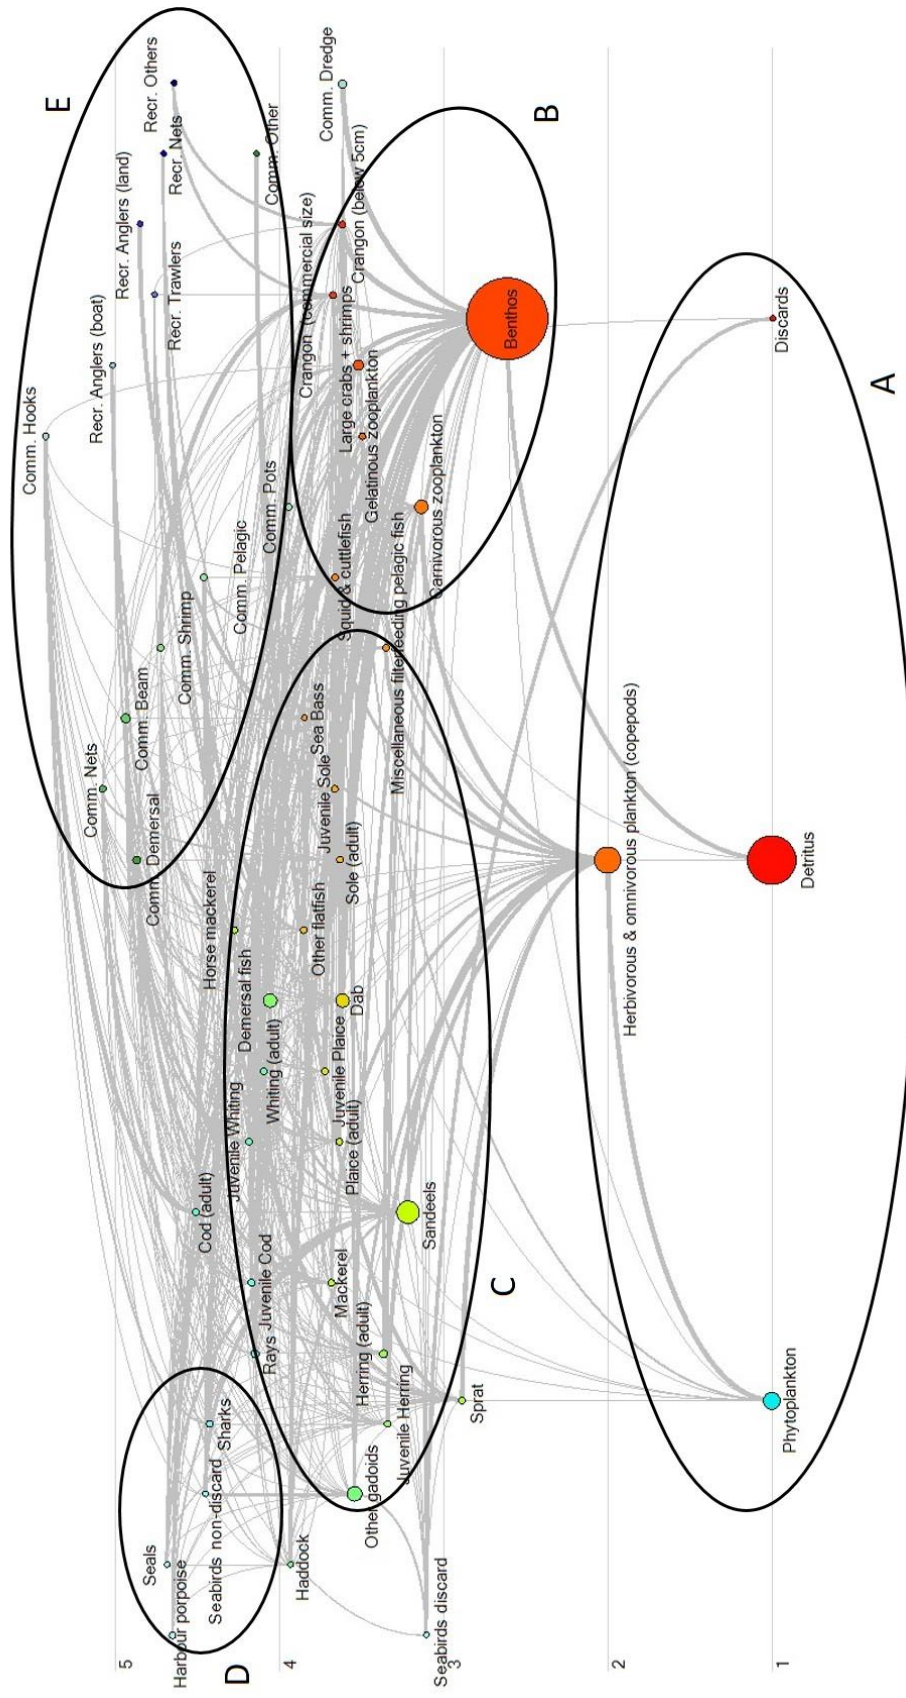 E
Comm. Hooks
Recr. Others
Recr. Nets
Recr. Anglers (land)
Recr. Trawlers
Recr. Anglers (boat)
Comm. Other
Comm. Dredge
B
Comm. Nets
Comm. Beam
Comm. Demersal
Comm. Shrimp
Comm. Pelagic
Comm. Pots
Crangon (commercial size)
Crangon (below 5cm)
Large crabs + shrimps
Gelatinous zooplankton
Squid & cuttlefish
Carnivorous zooplankton
Benthos
Miscellaneous filterfeeding pelagic fish
Sea Bass
Juvenile Sole
Sole (adult)
Other flatfish
Horse mackerel
Demersal fish
Dab
Whiting (adult)
Juvenile Plaice
Juvenile Whiting
Plaice (adult)
Cod (adult)
Sandeels
Juvenile Cod
Mackerel
Rays
Herring (adult)
Juvenile Herring
Sprat
C
Other gadoids
Sharks
Seabirds non-discard
Seals
Harbour porpoise
D
Haddock
Seabirds discard
Herbivorous & omnivorous plankton (copepods)
Discards
A
Detritus
Phytoplankton
5
4
3
2
1